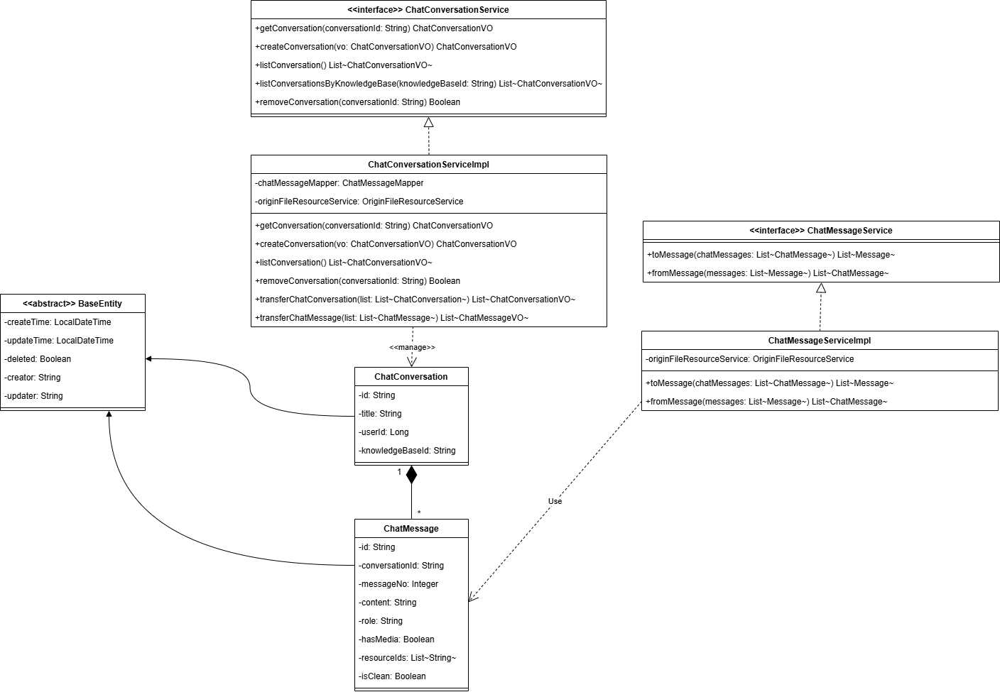 <<interface>> ChatConversationService
+getConversation(conversationId: String) ChatConversationVO
+createConversation(vo: ChatConversationVO) ChatConversationVO
+listConversation() List~ChatConversationVO~
+listConversationsByKnowledgeBase(knowledgeBaseId: String) List~ChatConversationVO~
+removeConversation(conversationId: String) Boolean
ChatConversationServiceImpl
-chatMessageMapper: ChatMessageMapper
-originFileResourceService: OriginFileResourceService
+getConversation(conversationId: String) ChatConversationVO
+createConversation(vo: ChatConversationVO) ChatConversationVO
+listConversation() List~ChatConversationVO~
+removeConversation(conversationId: String) Boolean
+transferChatConversation(list: List~ChatConversation~) List~ChatConversationVO~
+transferChatMessage(list: List~ChatMessage~) List~ChatMessageVO~
<<interface>> ChatMessageService
+toMessage(chatMessages: List~ChatMessage~) List~Message~
+fromMessage(messages: List~Message~) List~ChatMessage~
ChatMessageServiceImpl
-originFileResourceService: OriginFileResourceService
+toMessage(chatMessages: List~ChatMessage~) List~Message~
+fromMessage(messages: List~Message~) List~ChatMessage~
<<abstract>> BaseEntity
-createTime: LocalDateTime
-updateTime: LocalDateTime
-deleted: Boolean
-creator: String
-updater: String
<<manage>>
ChatConversation
-id: String
-title: String
-userId: Long
-knowledgeBaseId: String
1
*
Use
ChatMessage
-id: String
-conversationId: String
-messageNo: Integer
-content: String
-role: String
-hasMedia: Boolean
-resourceIds: List~String~
-isClean: Boolean